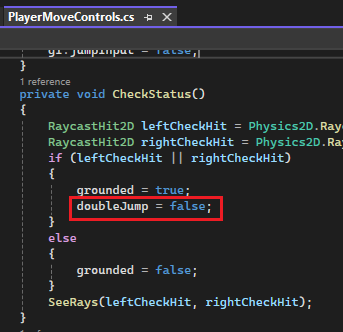 PlayerMoveControls.cs
gI.jumpInput = false;
}
1 reference
private void CheckStatus()
{
RaycastHit2D leftCheckHit = Physics2D.Ray
RaycastHit2D rightCheckHit = Physics2D.R
if (leftCheckHit || rightCheckHit)
{
grounded = true;
doubleJump = false;
}
else
{
grounded = false;
}
SeeRays(leftCheckHit, rightCheckHit);
}